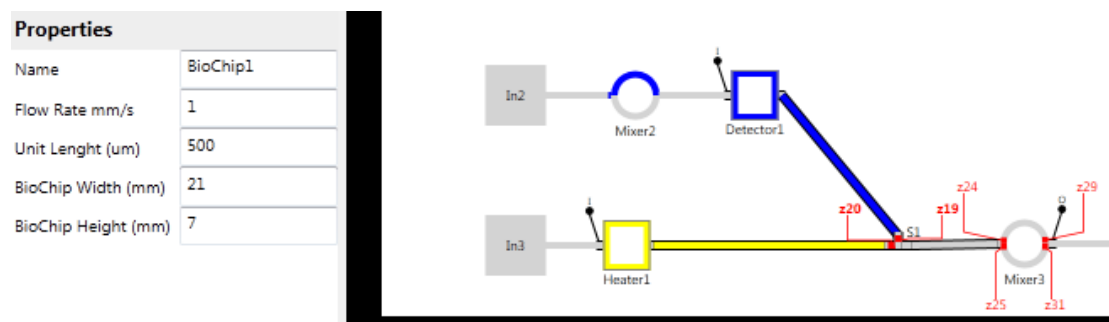 Properties
Name BioChip1
Flow Rate mm/s 1
Unit Lenght (um) 500
BioChip Width (mm) 21
BioChip Height (mm) 7
In2
Mixer2
Detector1
z24
z29
z20
z19
S1
In3
Heater1
Mixer3
z25
z31